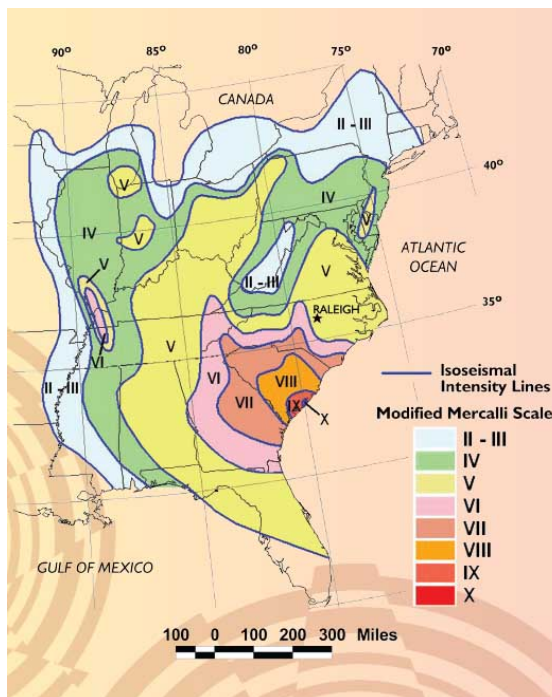 90° 85° 80° 75° 70°
CANADA
II - III
40°
V
IV
V
IV
V
ATLANTIC
OCEAN
V
II - III
V
RALEIGH
35°
VI
V
VI
VIII
II - III
VII
IX
X
Isoseismal
Intensity Lines
Modified Mercalli Scale
II - III
IV
V
VI
VII
VIII
IX
X
GULF OF MEXICO
100 0 100 200 300 Miles